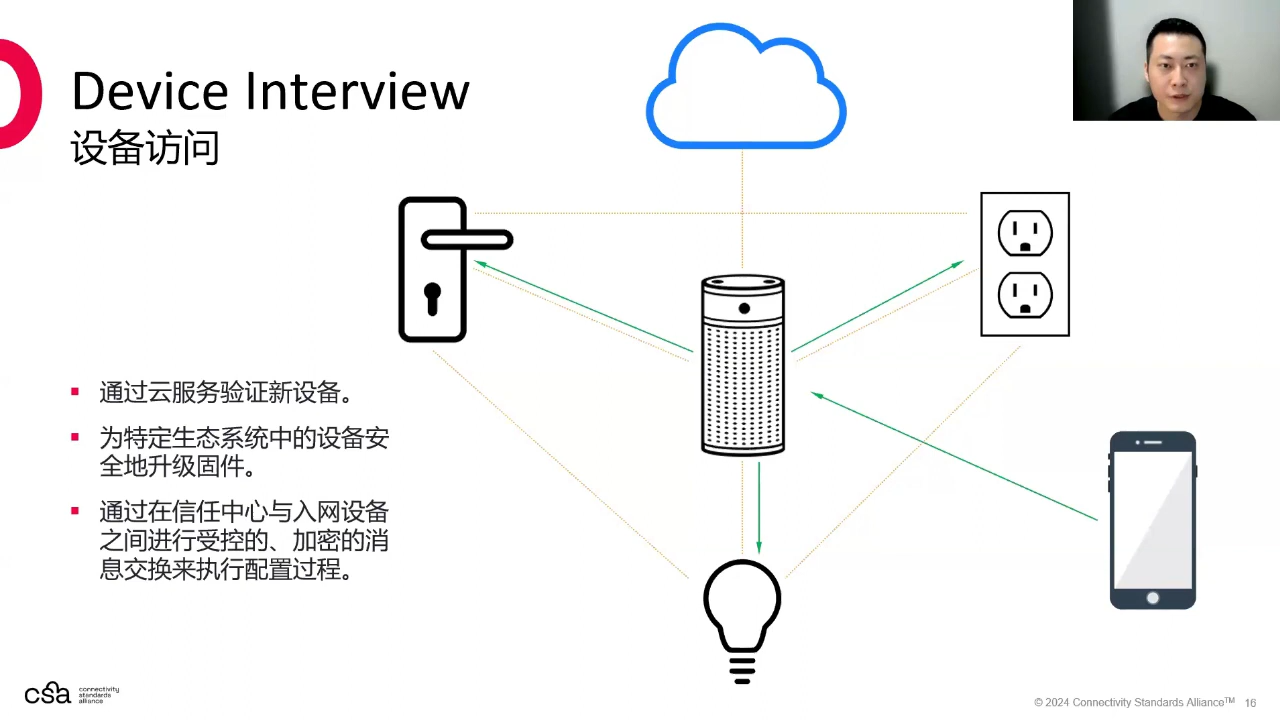 Device Interview
设备访问
▪ 通过云服务验证新设备。
▪ 为特定生态系统中的设备安
全地升级固件。
▪ 通过在信任中心与入网设备
之间进行受控的、加密的消
息交换来执行配置过程。
csa connectivity
standards
alliance
© 2024 Connectivity Standards Alliance™ 16